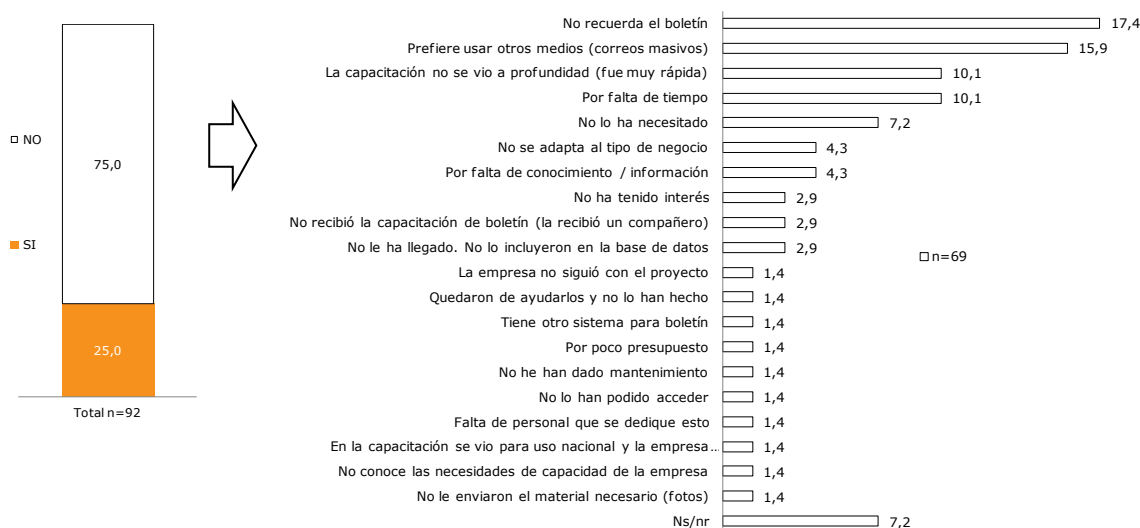 NO
SI
75,0
25,0
Total n=92
No recuerda el boletín 17,4
Prefiere usar otros medios (correos masivos) 15,9
La capacitación no se vio a profundidad (fue muy rápida) 10,1
Por falta de tiempo 10,1
No lo ha necesitado 7,2
No se adapta al tipo de negocio 4,3
Por falta de conocimiento / información 4,3
No ha tenido interés 2,9
No recibió la capacitación de boletín (la recibió un compañero) 2,9
No le ha llegado. No lo incluyeron en la base de datos 2,9
n=69
La empresa no siguió con el proyecto 1,4
Quedaron de ayudarlos y no lo han hecho 1,4
Tiene otro sistema para boletín 1,4
Por poco presupuesto 1,4
No he han dado mantenimiento 1,4
No lo han podido acceder 1,4
Falta de personal que se dedique esto 1,4
En la capacitación se vio para uso nacional y la empresa ... 1,4
No conoce las necesidades de capacidad de la empresa 1,4
No le enviaron el material necesario (fotos) 1,4
Ns/nr 7,2